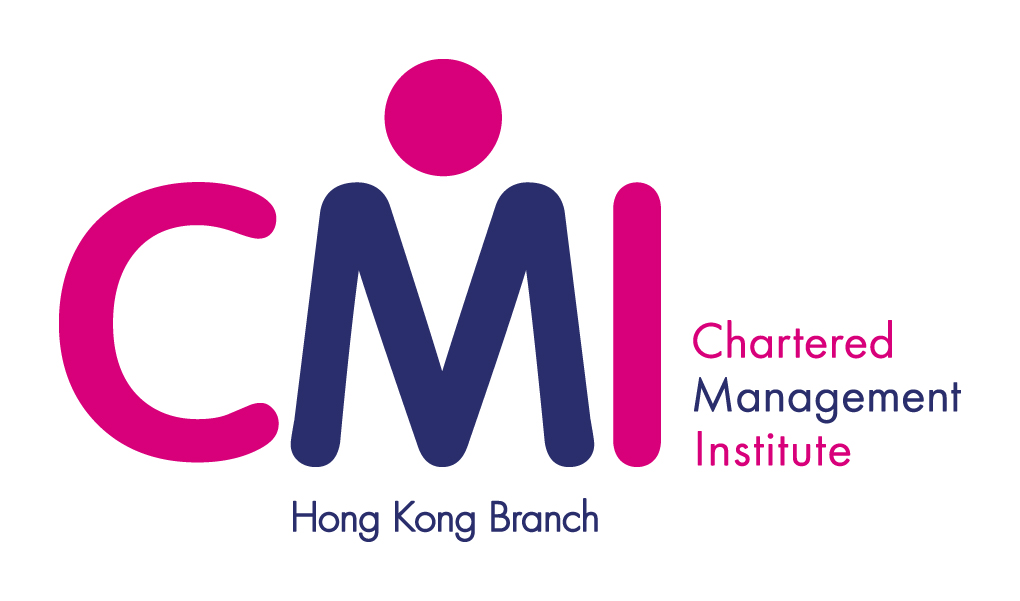 CMI
Chartered
Management
Institute
Hong Kong Branch